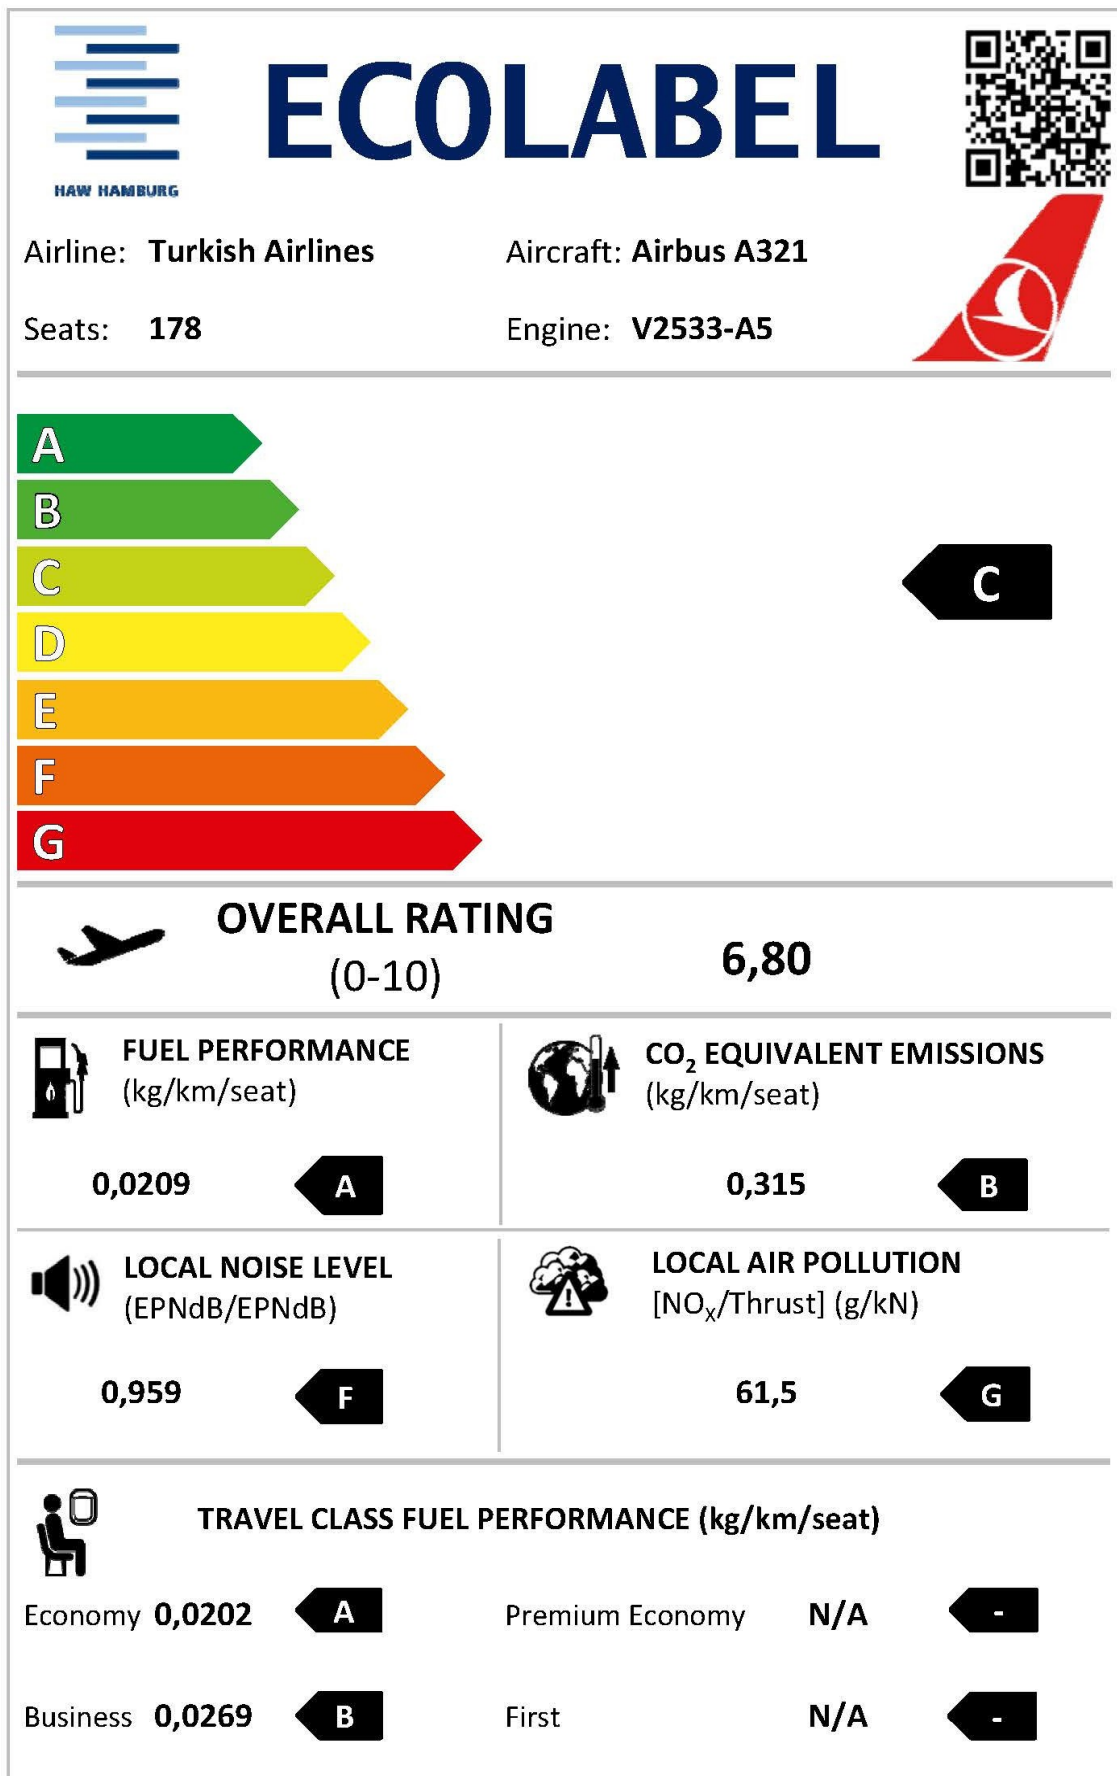 ECOLABEL
HAW HAMBURG
Airline: Turkish Airlines
Aircraft: Airbus A321
Seats: 178
Engine: V2533-A5
A
B
C
D
E
F
G
C
OVERALL RATING
(0-10)
6,80
FUEL PERFORMANCE
(kg/km/seat)
0,0209
A
CO₂ EQUIVALENT EMISSIONS
(kg/km/seat)
0,315
B
LOCAL NOISE LEVEL
(EPNdB/EPNdB)
0,959
F
LOCAL AIR POLLUTION
[NOₓ/Thrust] (g/kN)
61,5
G
TRAVEL CLASS FUEL PERFORMANCE (kg/km/seat)
Economy 0,0202 A
Premium Economy N/A -
Business 0,0269 B
First N/A -